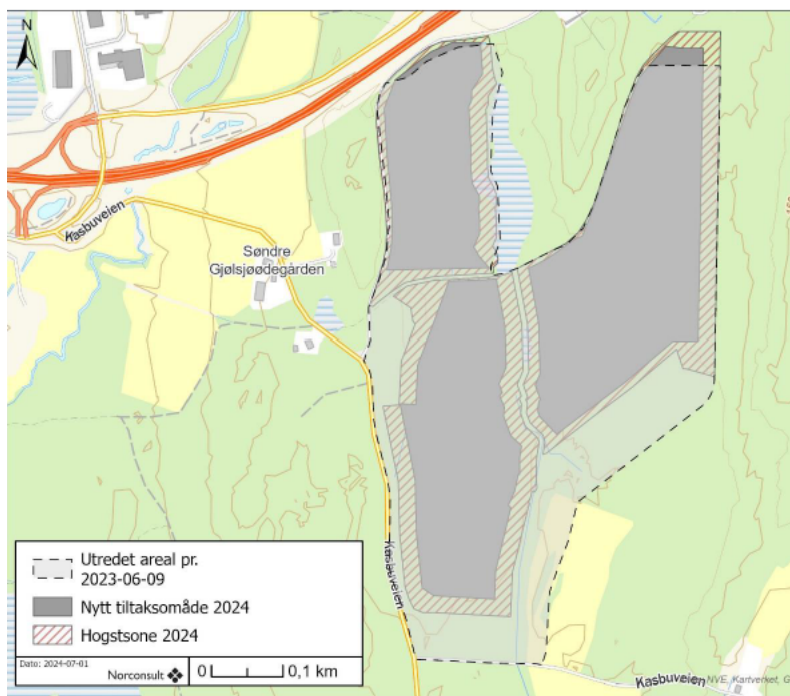 N
Kasbuveien
Søndre
Gjølsjøødegården
Kasbuveien
Utredet areal pr.
2023-06-09
Nytt tiltaksområde 2024
Hogstsone 2024
Dato: 2024-07-01
Norconsult
0
0,1 km
Kasbuveien
NVE, Kartverket, G